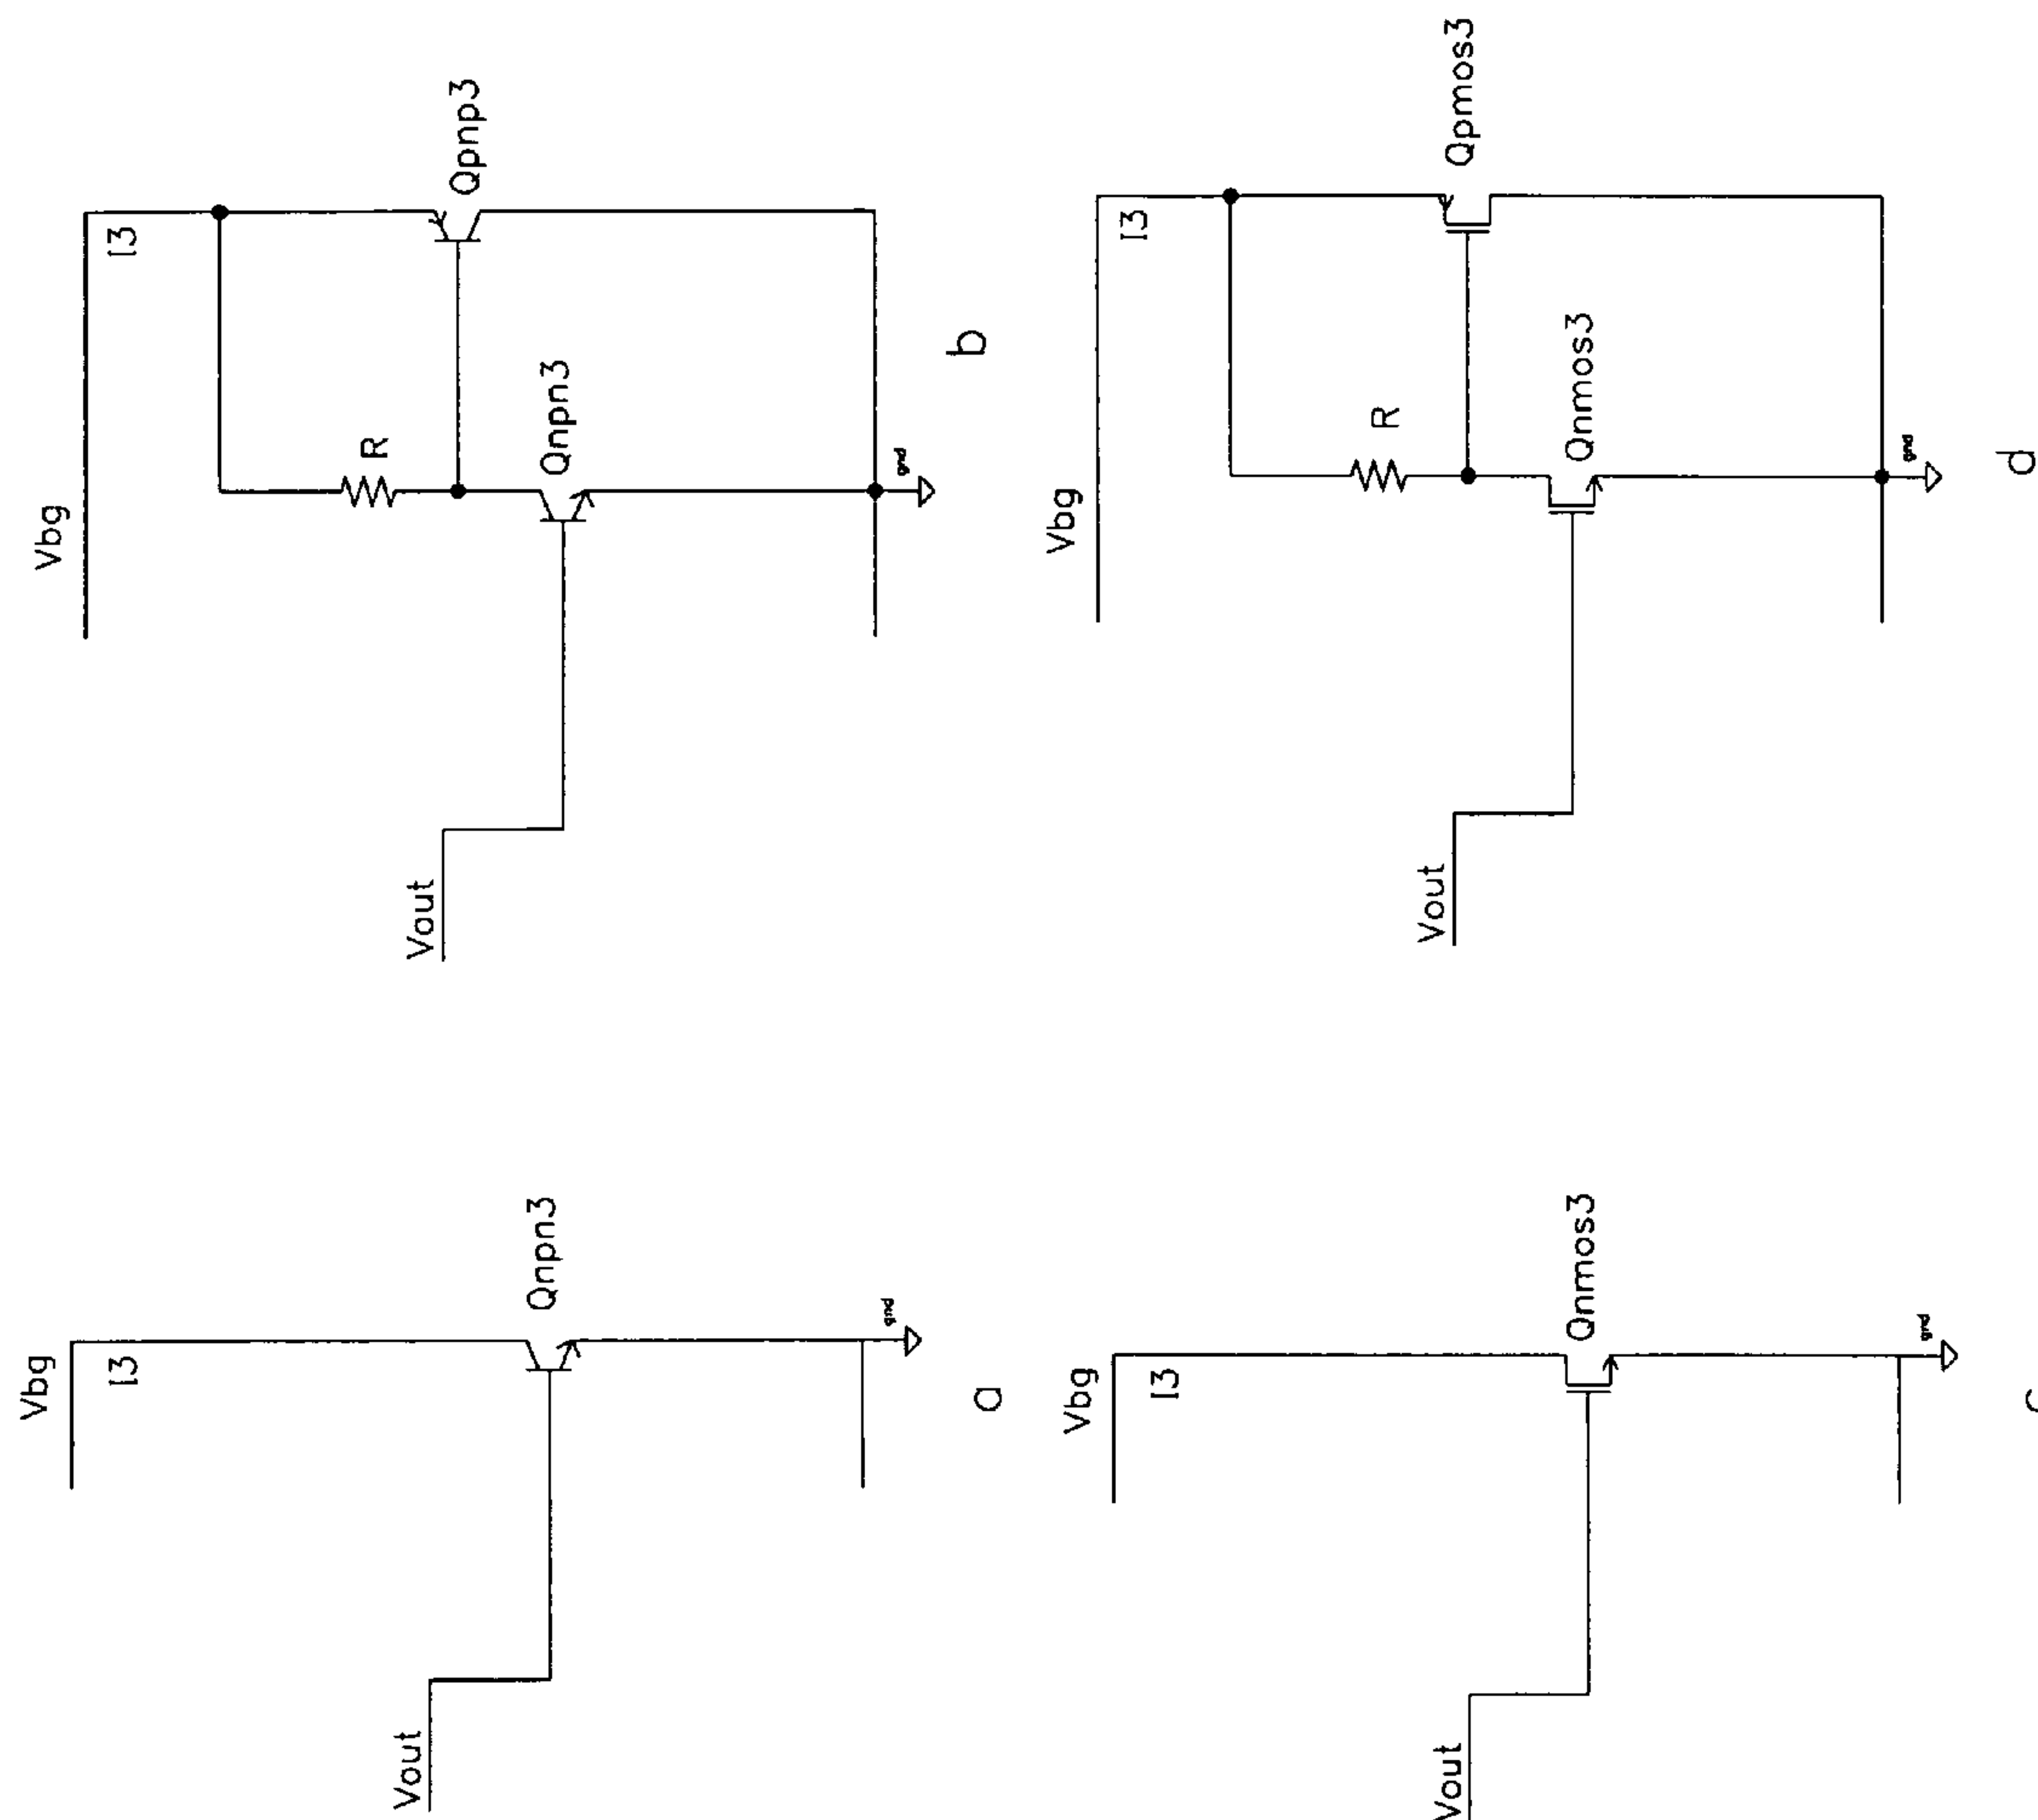 Vbg
I3
Qpnp3
R
Qnpn3
Vout
gnd
b
Vbg
I3
Qpmos3
R
Qnmos3
Vout
gnd
d
Vbg
I3
Qnpn3
Vout
gnd
a
Vbg
I3
Qnmos3
Vout
gnd